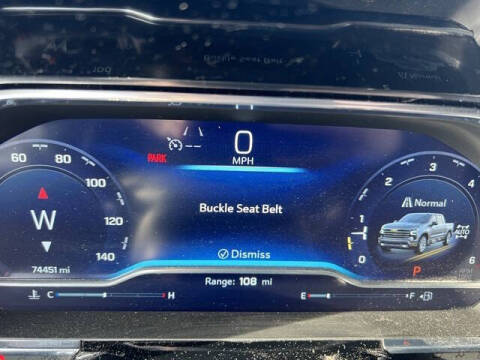 0
MPH
PARK
60 80 100 120 140
W
74451 mi
Buckle Seat Belt
Dismiss
1 2 3 4
0 6
Normal
AUTO
P
Range: 108 mi
C H
E F